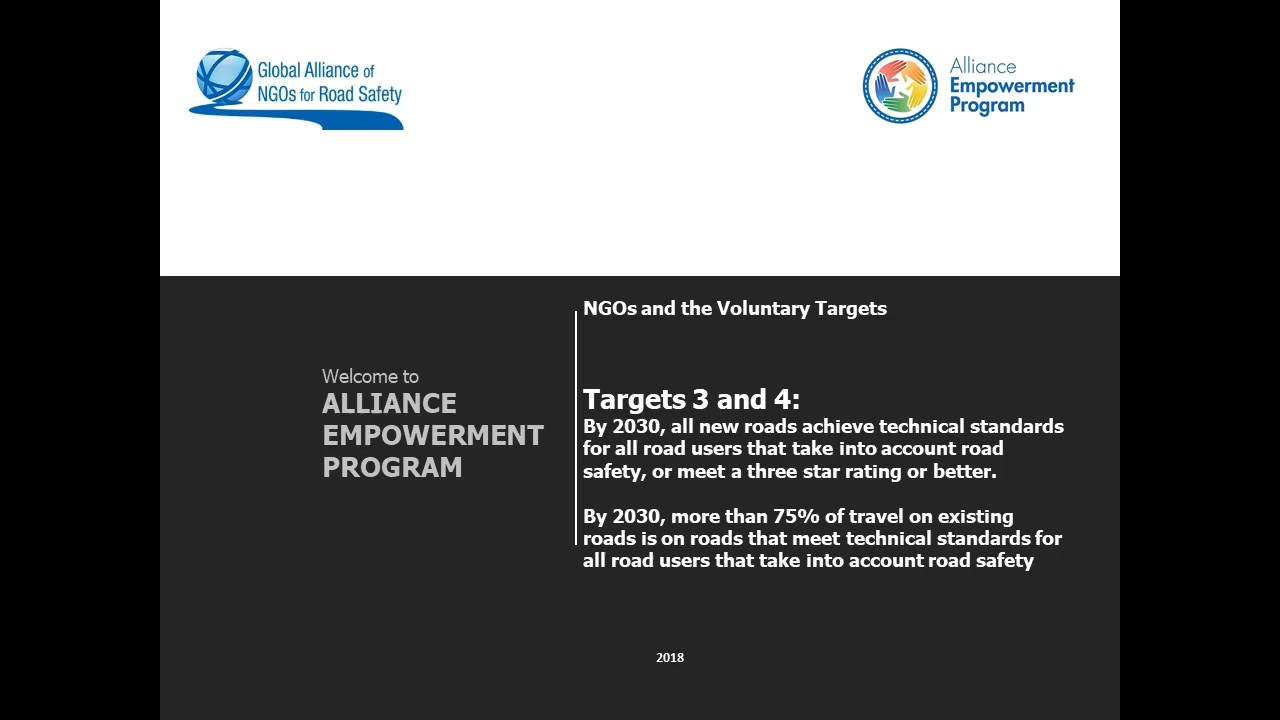 Global Alliance of
NGOs for Road Safety
Alliance
Empowerment
Program
Welcome to
ALLIANCE
EMPOWERMENT
PROGRAM
NGOs and the Voluntary Targets
Targets 3 and 4:
By 2030, all new roads achieve technical standards
for all road users that take into account road
safety, or meet a three star rating or better.
By 2030, more than 75% of travel on existing
roads is on roads that meet technical standards for
all road users that take into account road safety
2018